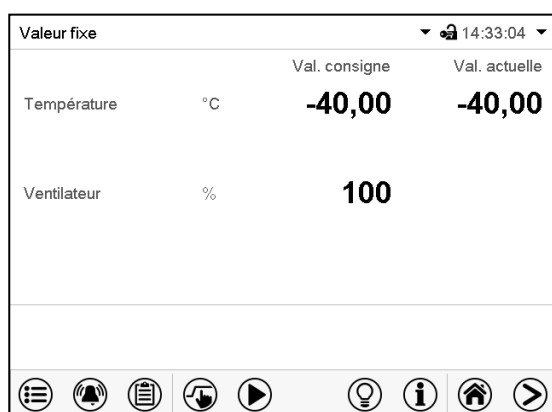 Valeur fixe 14:33:04
Val. consigne Val. actuelle
Température °C -40,00 -40,00
Ventilateur % 100